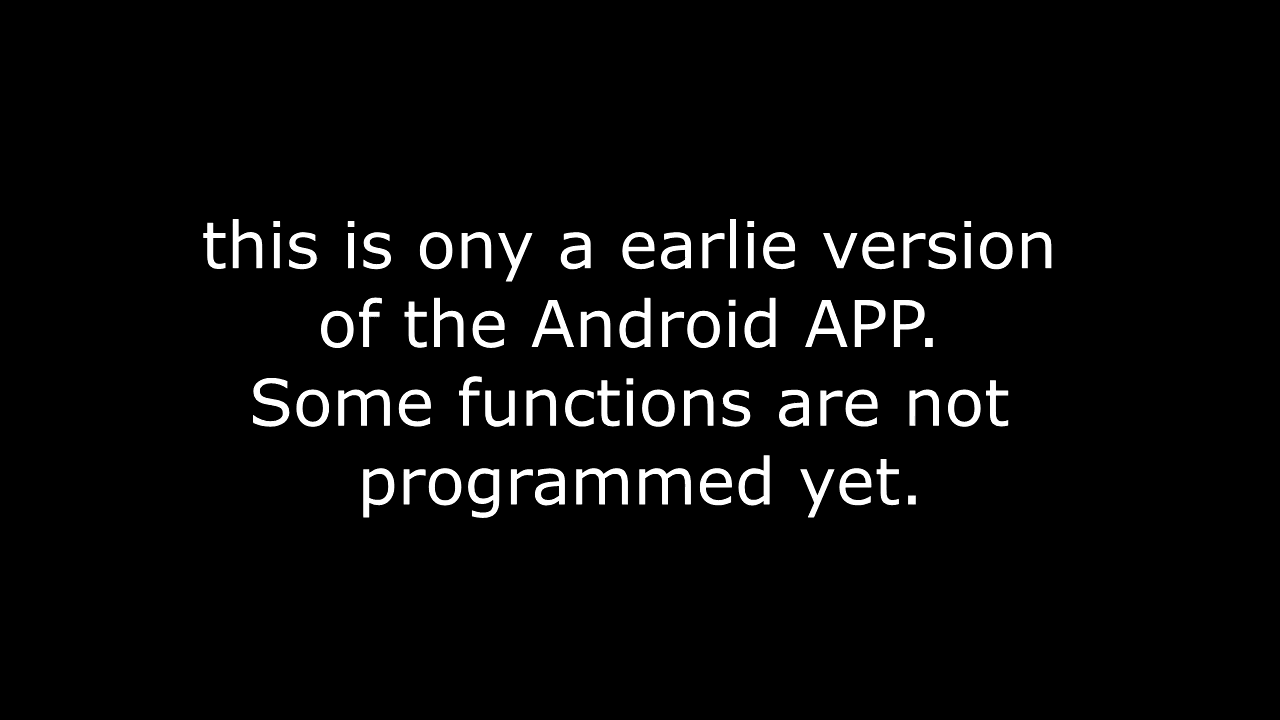 this is ony a earlie version
of the Android APP.
Some functions are not
programmed yet.